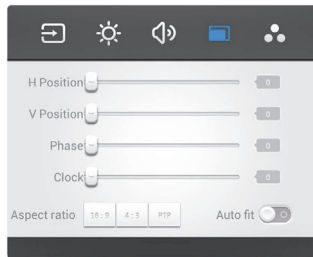 H Position 0
V Position 0
Phase 0
Clock 0
Aspect ratio 16:9 4:3 PTP Auto fit